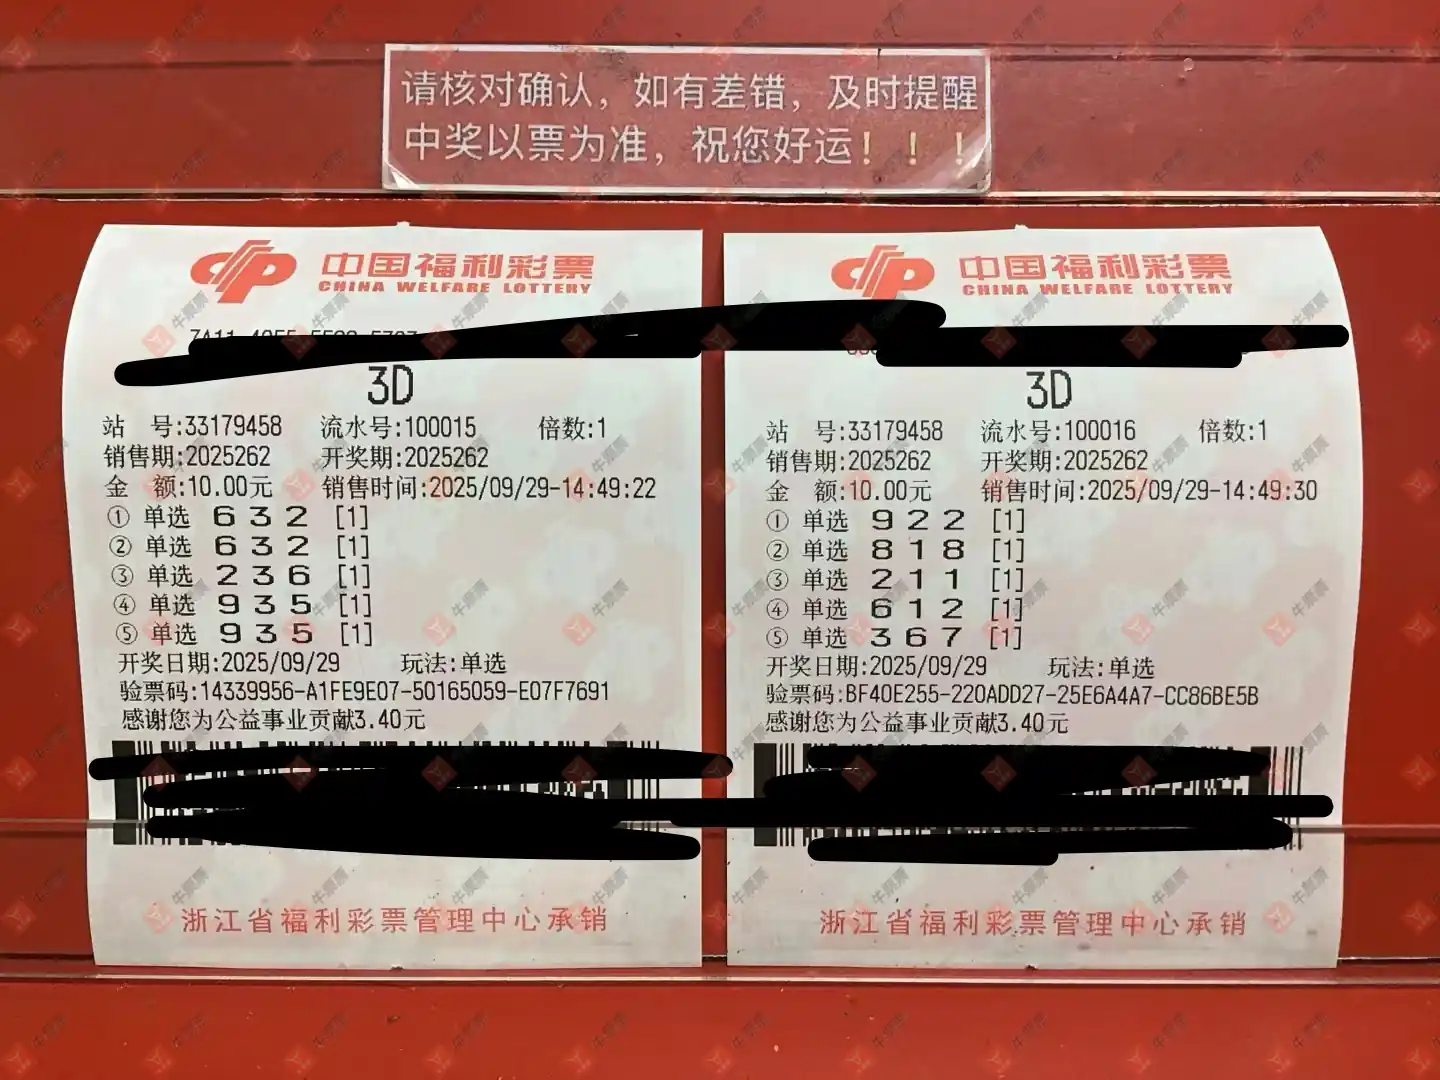 请核对确认，如有差错，及时提醒
中奖以票为准，祝您好运！！！
中国福利彩票
CHINA WELFARE LOTTERY
3D
站 号:33179458 流水号:100015 倍数:1
销售期:2025262 开奖期:2025262
金 额:10.00元 销售时间:2025/09/29-14:49:22
① 单选 6 3 2 [1]
② 单选 6 3 2 [1]
③ 单选 2 3 6 [1]
④ 单选 9 3 5 [1]
⑤ 单选 9 3 5 [1]
开奖日期:2025/09/29 玩法:单选
验票码:14339956-A1FE9E07-50165059-E07F7691
感谢您为公益事业贡献3.40元
浙江省福利彩票管理中心承销
中国福利彩票
CHINA WELFARE LOTTERY
3D
站 号:33179458 流水号:100016 倍数:1
销售期:2025262 开奖期:2025262
金 额:10.00元 销售时间:2025/09/29-14:49:30
① 单选 9 2 2 [1]
② 单选 8 1 8 [1]
③ 单选 2 1 1 [1]
④ 单选 6 1 2 [1]
⑤ 单选 3 6 7 [1]
开奖日期:2025/09/29 玩法:单选
验票码:BF40E255-220ADD27-25E6A4A7-CC86BE5B
感谢您为公益事业贡献3.40元
浙江省福利彩票管理中心承销